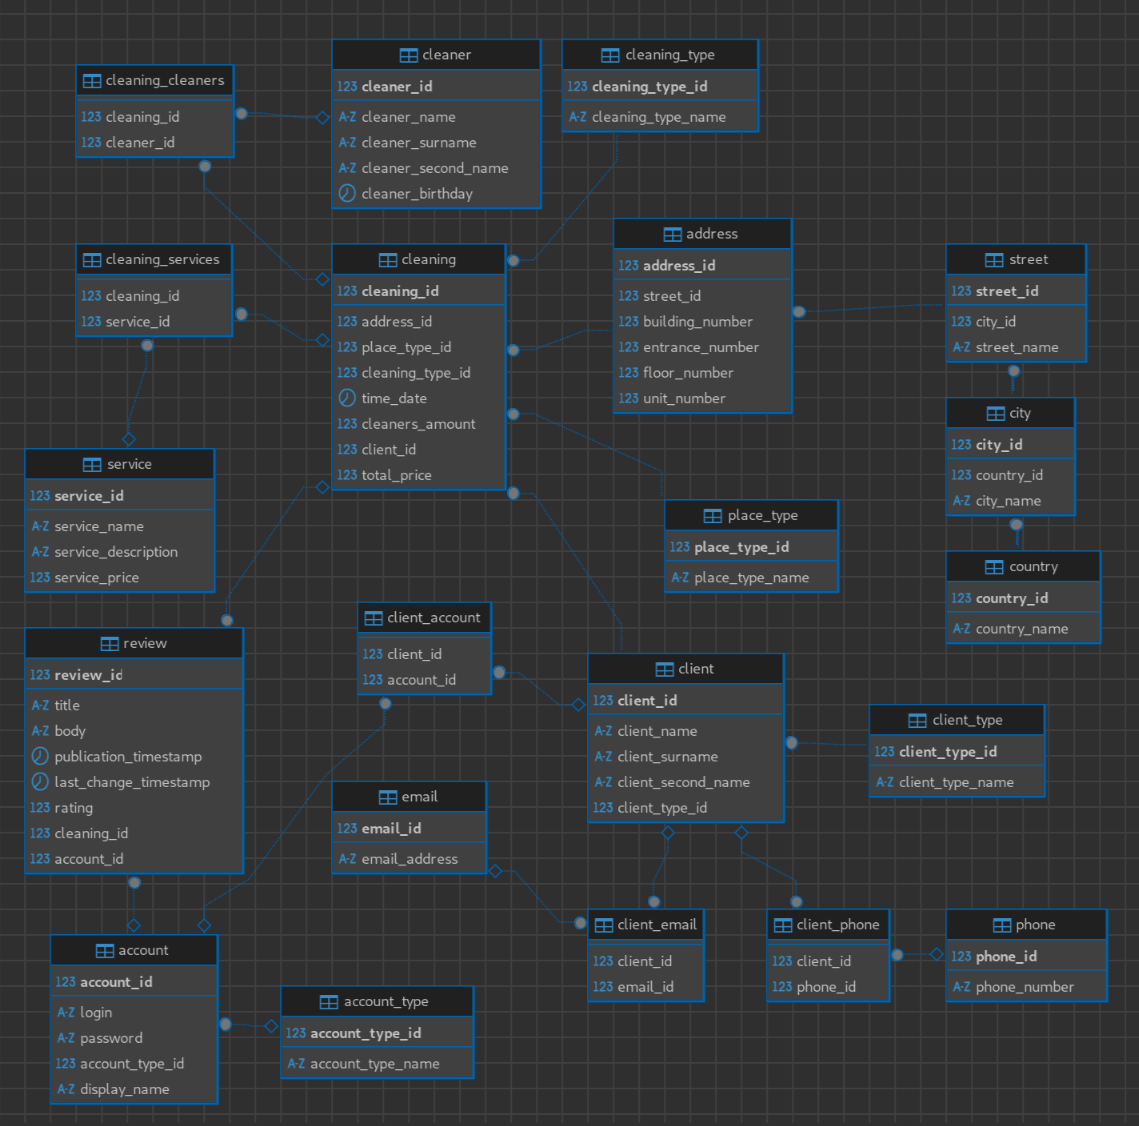 cleaning_cleaners
123 cleaning_id
123 cleaner_id
cleaner
123 cleaner_id
A-Z cleaner_name
A-Z cleaner_surname
A-Z cleaner_second_name
cleaner_birthday
cleaning_type
123 cleaning_type_id
A-Z cleaning_type_name
cleaning_services
123 cleaning_id
123 service_id
cleaning
123 cleaning_id
123 address_id
123 place_type_id
123 cleaning_type_id
time_date
123 cleaners_amount
123 client_id
123 total_price
address
123 address_id
123 street_id
123 building_number
123 entrance_number
123 floor_number
123 unit_number
street
123 street_id
123 city_id
A-Z street_name
city
123 city_id
123 country_id
A-Z city_name
service
123 service_id
A-Z service_name
A-Z service_description
123 service_price
place_type
123 place_type_id
A-Z place_type_name
country
123 country_id
A-Z country_name
review
123 review_id
A-Z title
A-Z body
publication_timestamp
last_change_timestamp
123 rating
123 cleaning_id
123 account_id
client_account
123 client_id
123 account_id
client
123 client_id
A-Z client_name
A-Z client_surname
A-Z client_second_name
123 client_type_id
client_type
123 client_type_id
A-Z client_type_name
email
123 email_id
A-Z email_address
client_email
123 client_id
123 email_id
client_phone
123 client_id
123 phone_id
phone
123 phone_id
A-Z phone_number
account
123 account_id
A-Z login
A-Z password
123 account_type_id
A-Z display_name
account_type
123 account_type_id
A-Z account_type_name